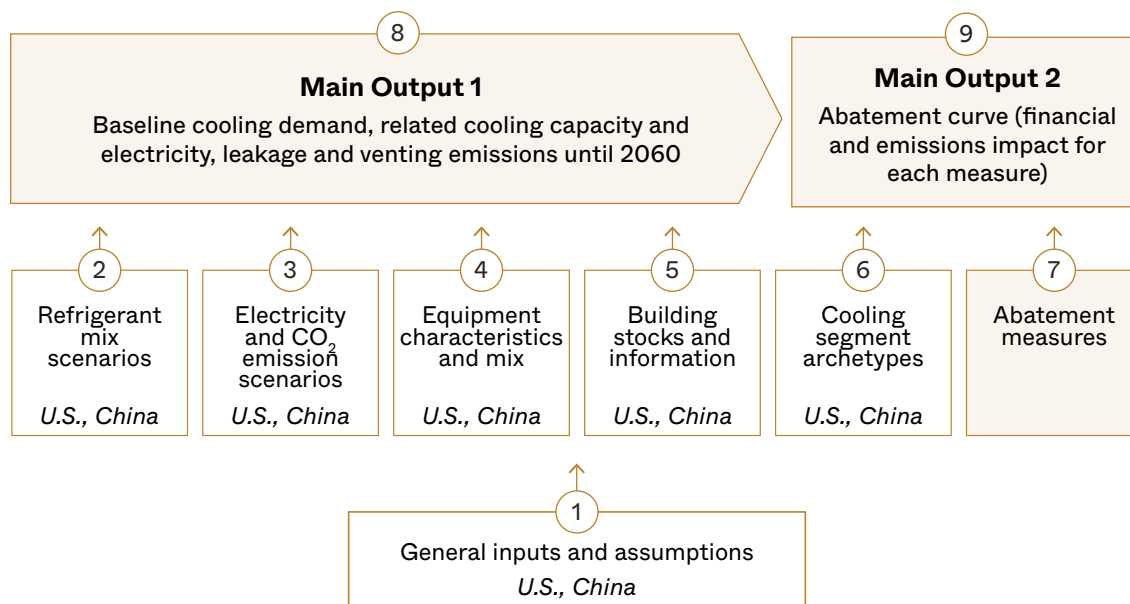 8
Main Output 1
Baseline cooling demand, related cooling capacity and
electricity, leakage and venting emissions until 2060
9
Main Output 2
Abatement curve (financial
and emissions impact for
each measure)
2
Refrigerant
mix
scenarios
U.S., China
3
Electricity
and CO₂
emission
scenarios
U.S., China
4
Equipment
characteristics
and mix
U.S., China
5
Building
stocks and
information
U.S., China
6
Cooling
segment
archetypes
U.S., China
7
Abatement
measures
1
General inputs and assumptions
U.S., China